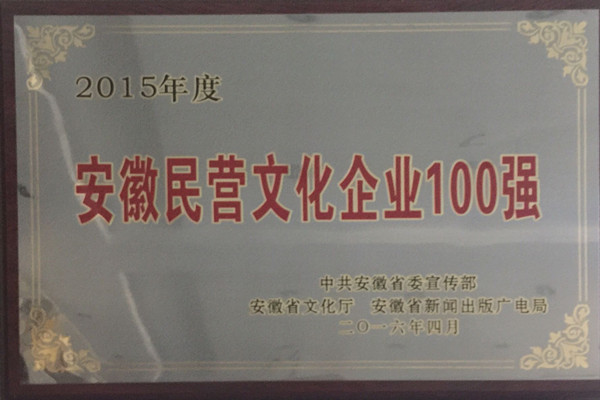 2015年度
安徽民营文化企业100强
中共安徽省委宣传部
安徽省文化厅 安徽省新闻出版广电局
二〇一六年四月